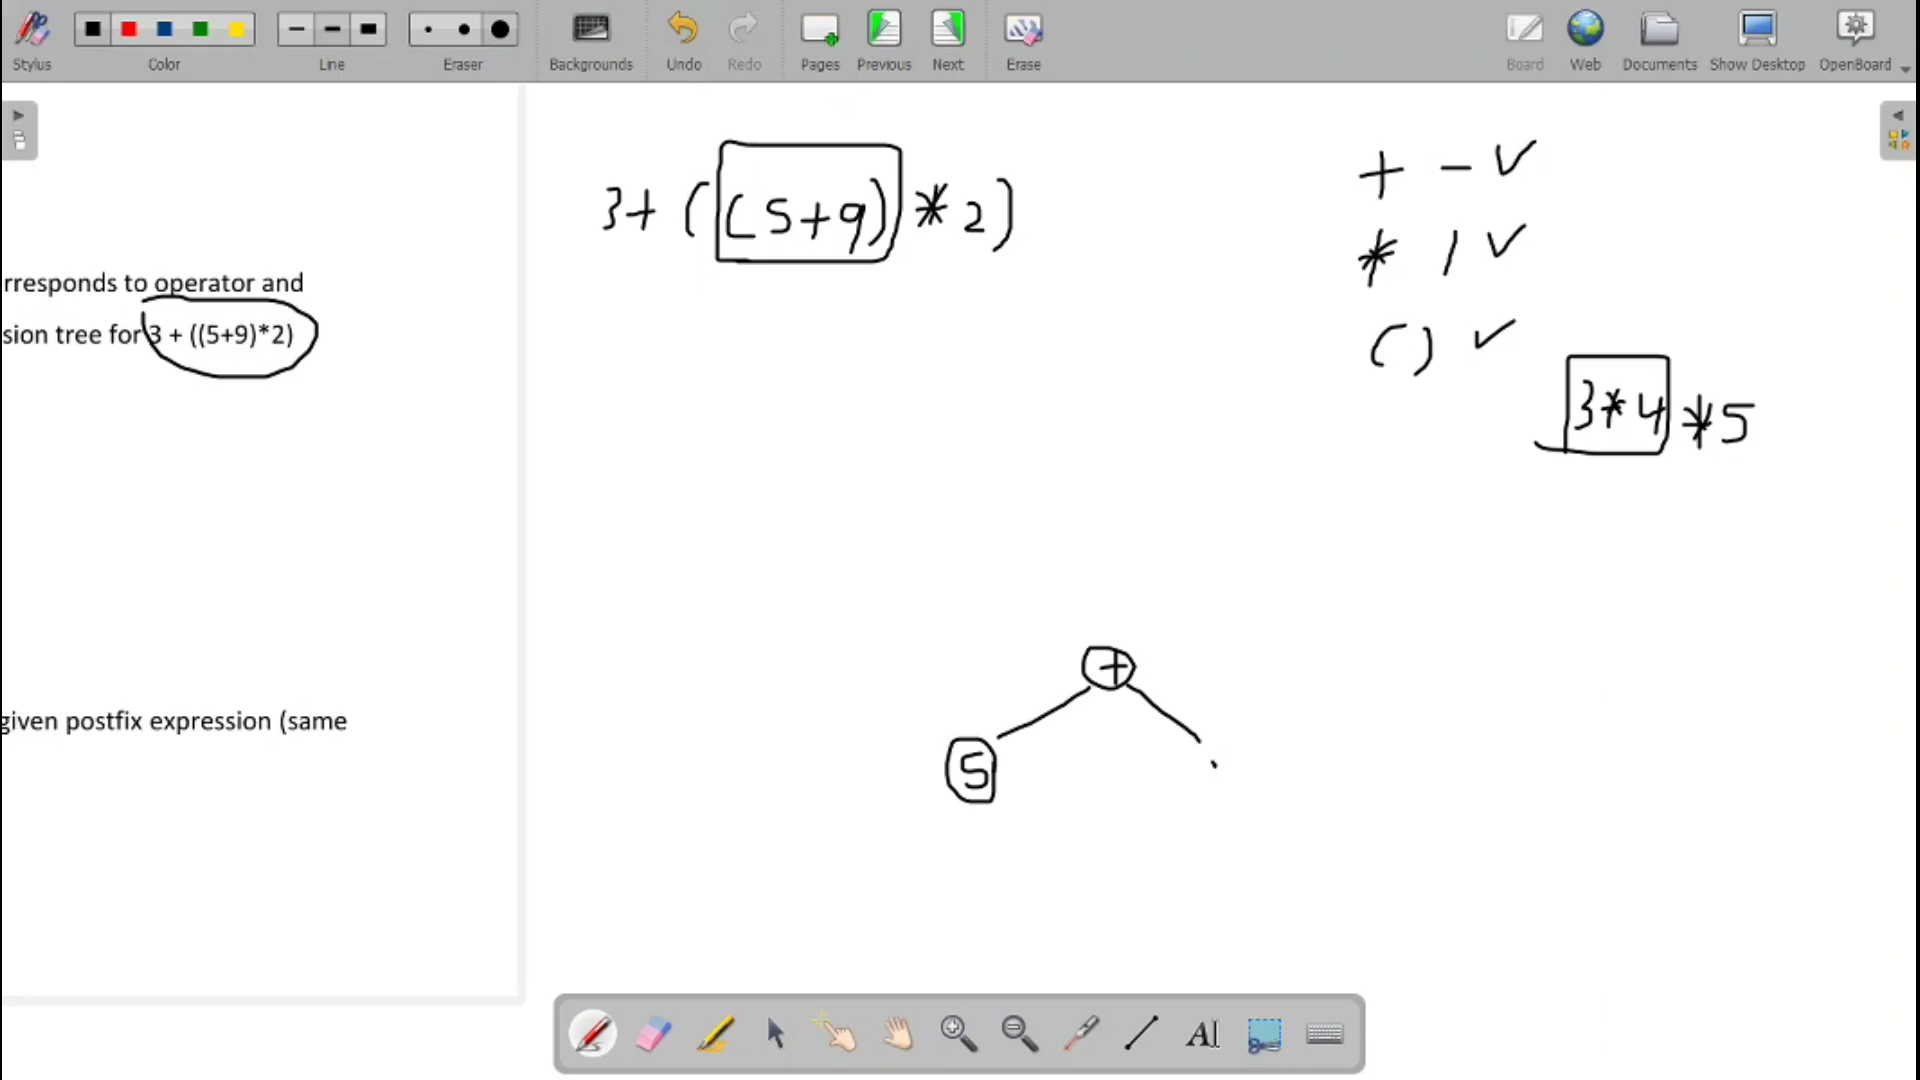 Stylus Color Line Eraser Backgrounds Undo Redo Pages Previous Next Erase Board Web Documents Show Desktop OpenBoard
rresponds to operator and
sion tree for 3 + ((5+9)*2)
given postfix expression (same
3+((5+9)*2)
+ - ✓
* / ✓
( ) ✓
3*4*5
+
5
AI